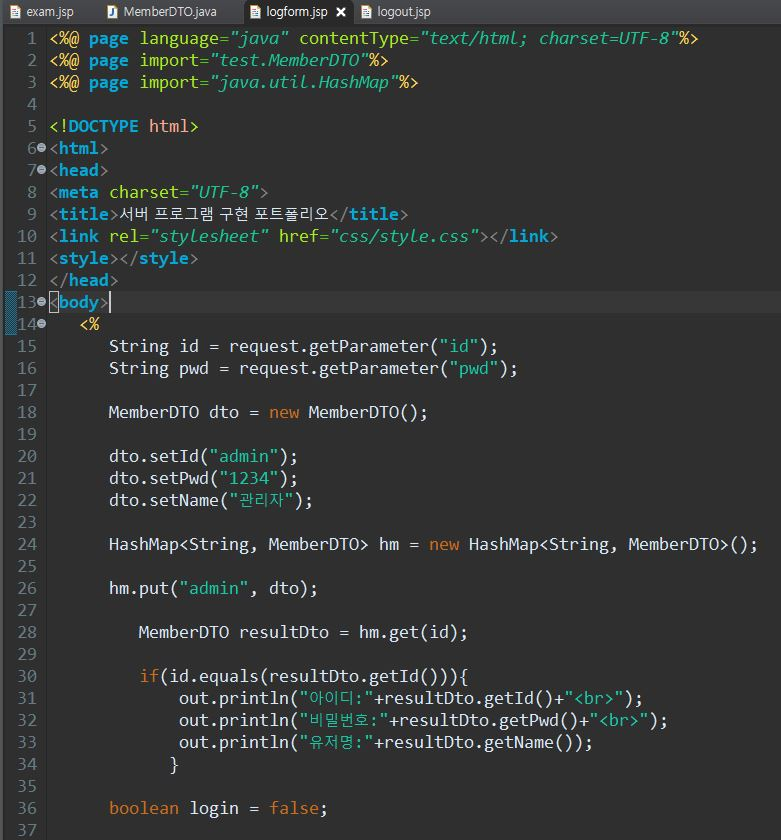 exam.jsp MemberDTO.java logform.jsp logout.jsp
1 <%@ page language="java" contentType="text/html; charset=UTF-8"%>
2 <%@ page import="test.MemberDTO"%>
3 <%@ page import="java.util.HashMap"%>
4
5 <!DOCTYPE html>
6 <html>
7 <head>
8 <meta charset="UTF-8">
9 <title>서버 프로그램 구현 포트폴리오</title>
10 <link rel="stylesheet" href="css/style.css"></link>
11 <style></style>
12 </head>
13 <body>
14 <%
15 String id = request.getParameter("id");
16 String pwd = request.getParameter("pwd");
17
18 MemberDTO dto = new MemberDTO();
19
20 dto.setId("admin");
21 dto.setPwd("1234");
22 dto.setName("관리자");
23
24 HashMap<String, MemberDTO> hm = new HashMap<String, MemberDTO>();
25
26 hm.put("admin", dto);
27
28 MemberDTO resultDto = hm.get(id);
29
30 if(id.equals(resultDto.getId())){
31 out.println("아이디:"+resultDto.getId()+"<br>");
32 out.println("비밀번호:"+resultDto.getPwd()+"<br>");
33 out.println("유저명:"+resultDto.getName());
34 }
35
36 boolean login = false;
37